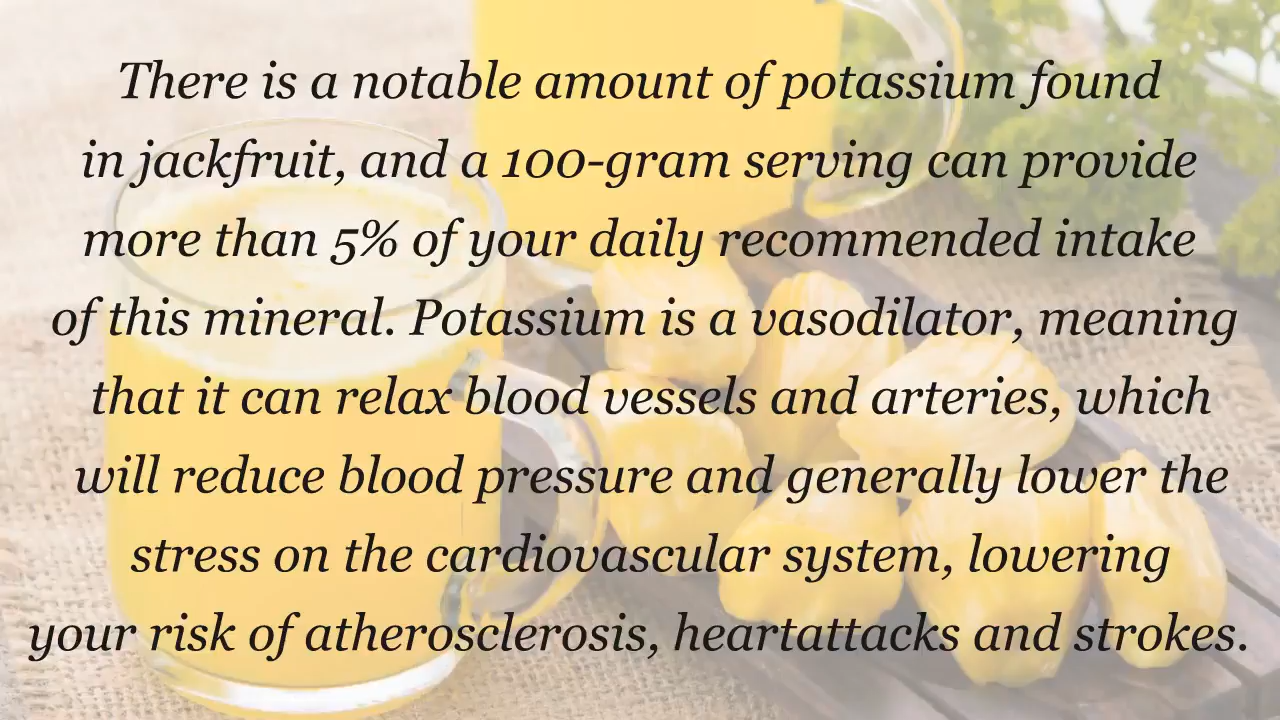 There is a notable amount of potassium found
in jackfruit, and a 100-gram serving can provide
more than 5% of your daily recommended intake
of this mineral. Potassium is a vasodilator, meaning
that it can relax blood vessels and arteries, which
will reduce blood pressure and generally lower the
stress on the cardiovascular system, lowering
your risk of atherosclerosis, heartattacks and strokes.